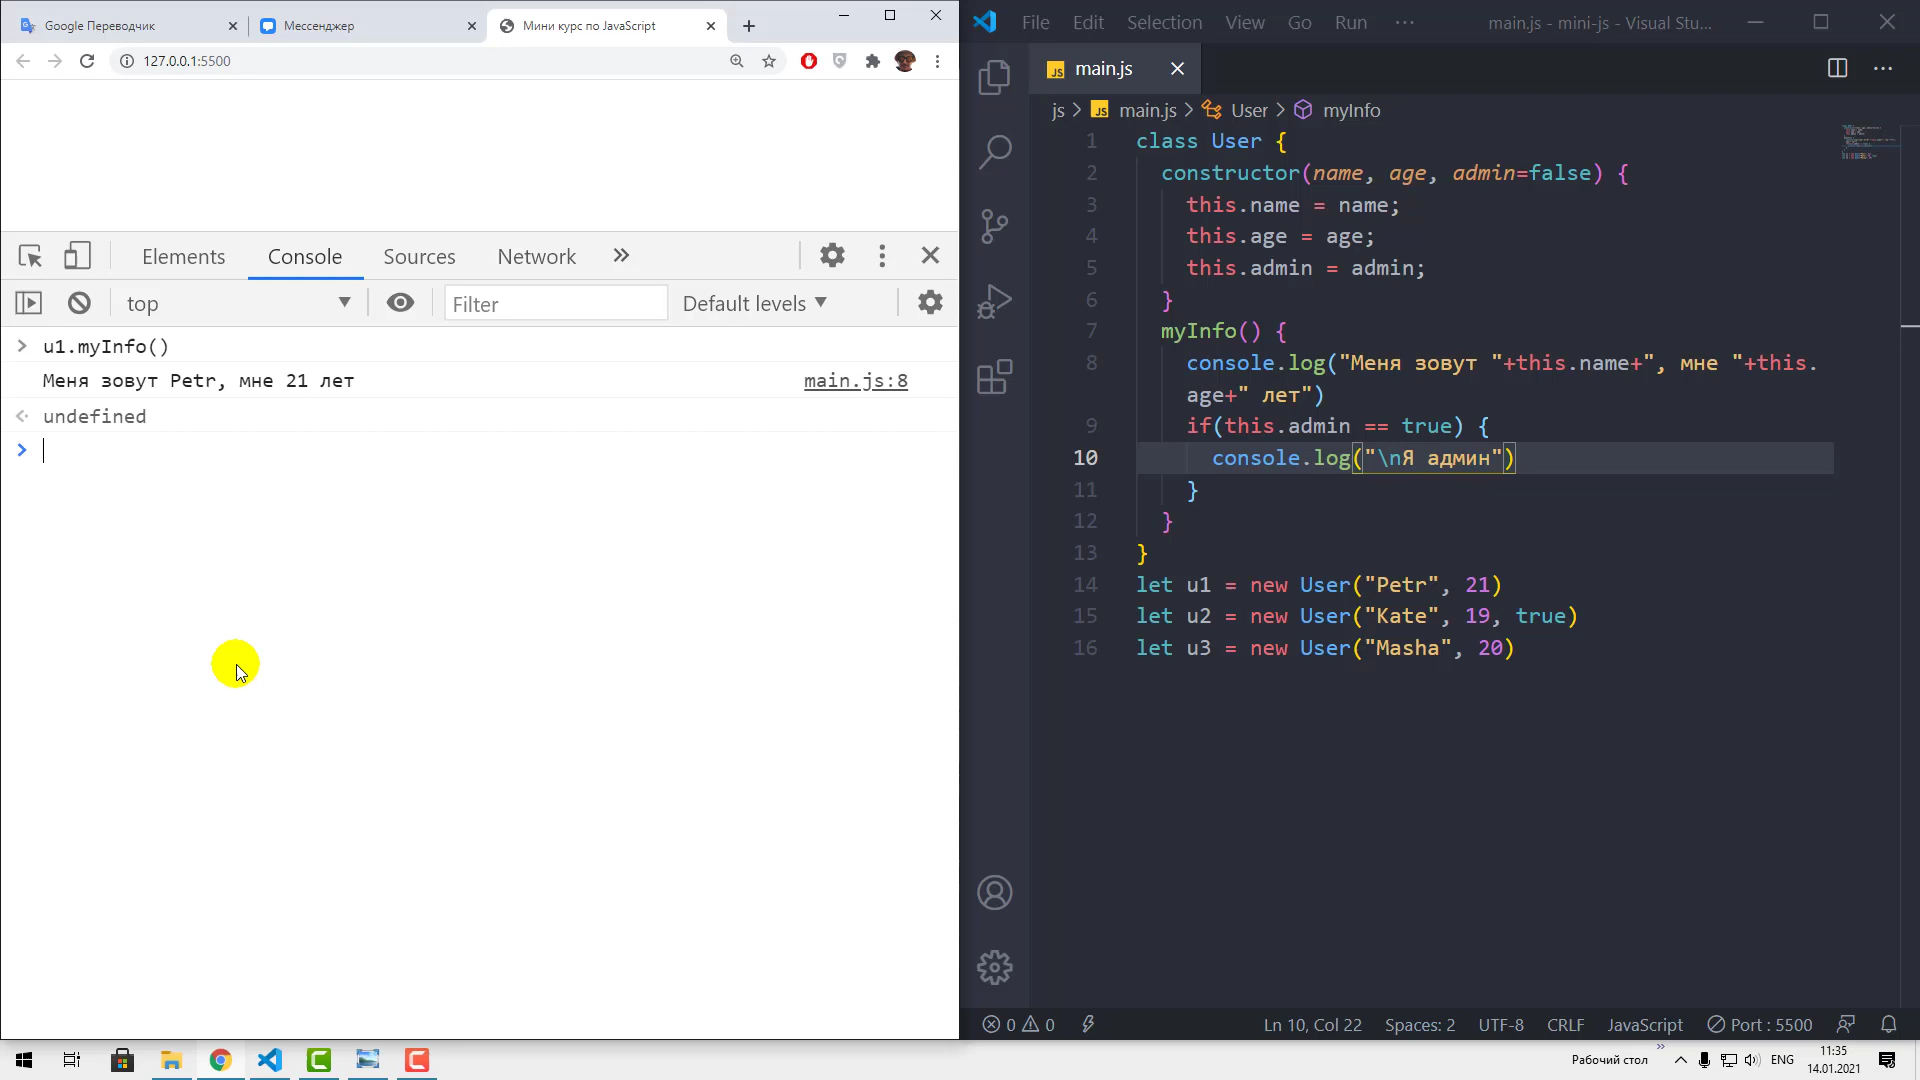 Google Переводчик
Мессенджер
Мини курс по JavaScript
127.0.0.1:5500
Elements Console Sources Network
top Filter Default levels
u1.myInfo()
Меня зовут Petr, мне 21 лет main.js:8
undefined
File Edit Selection View Go Run ··· main.js - mini-js - Visual Stu...
JS main.js
js > JS main.js > User > myInfo
1 class User {
2 constructor(name, age, admin=false) {
3 this.name = name;
4 this.age = age;
5 this.admin = admin;
6 }
7 myInfo() {
8 console.log("Меня зовут "+this.name+", мне "+this.
age+" лет")
9 if(this.admin == true) {
10 console.log("\nЯ админ")
11 }
12 }
13 }
14 let u1 = new User("Petr", 21)
15 let u2 = new User("Kate", 19, true)
16 let u3 = new User("Masha", 20)
0 0 Ln 10, Col 22 Spaces: 2 UTF-8 CRLF JavaScript Port : 5500
Рабочий стол » ENG 11:35
14.01.2021